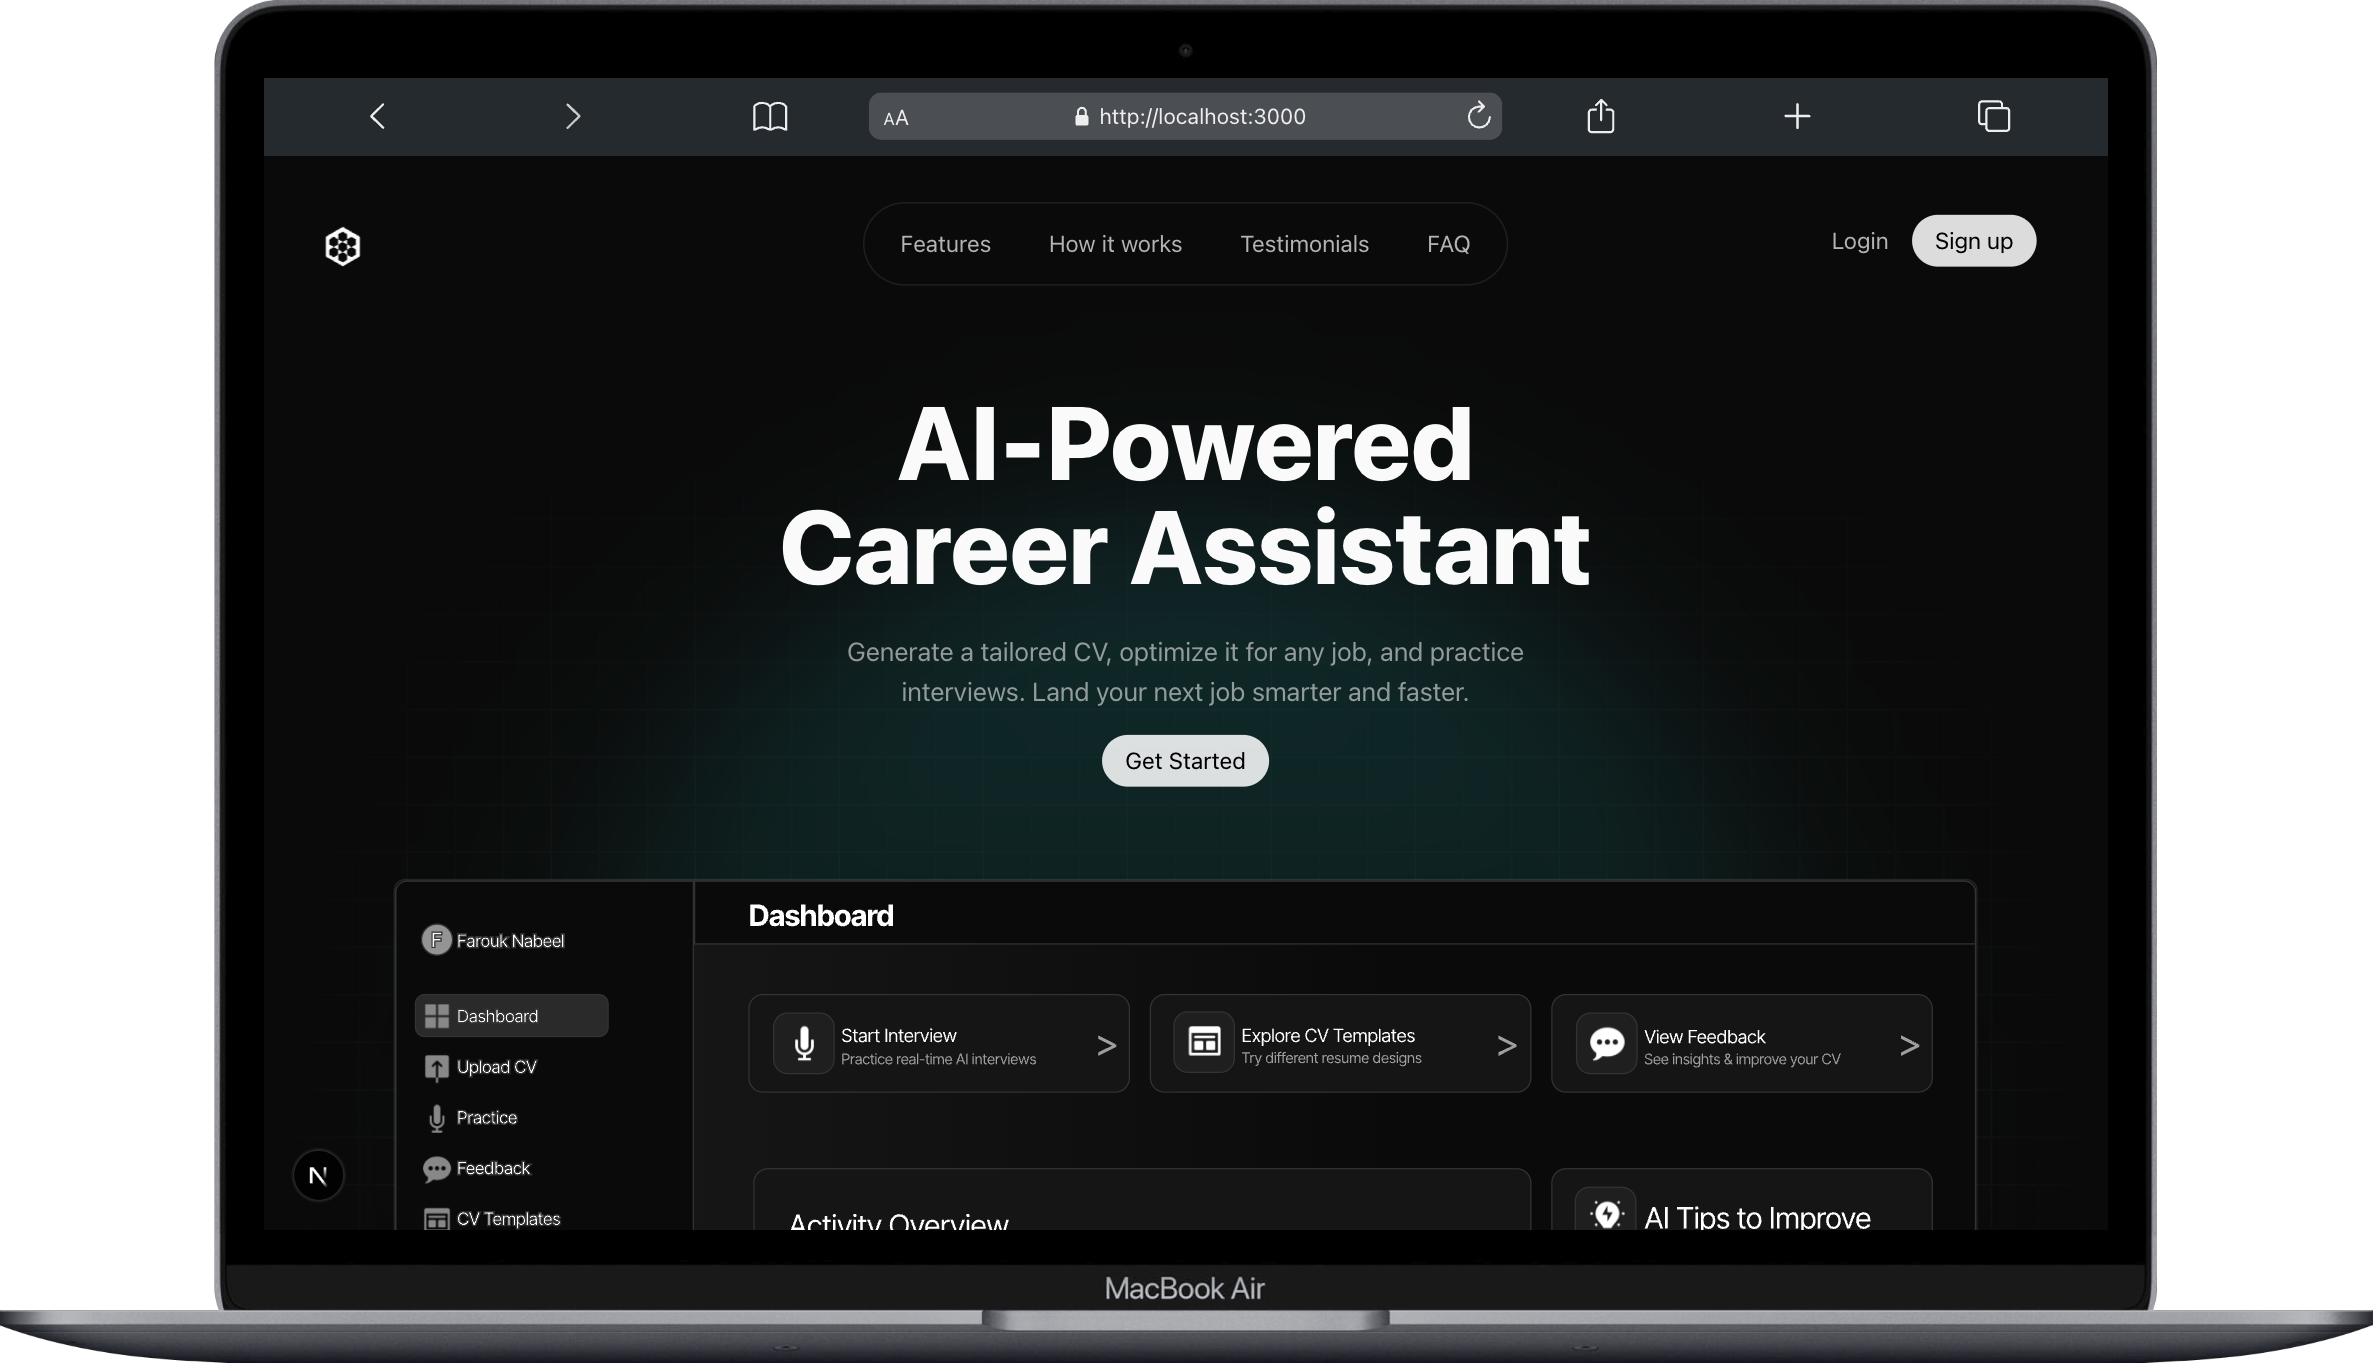 AA
http://localhost:3000
Features
How it works
Testimonials
FAQ
Login
Sign up
AI-Powered
Career Assistant
Generate a tailored CV, optimize it for any job, and practice
interviews. Land your next job smarter and faster.
Get Started
F
Farouk Nabeel
Dashboard
Upload CV
Practice
Feedback
CV Templates
Dashboard
Start Interview
Practice real-time AI interviews
>
Explore CV Templates
Try different resume designs
>
View Feedback
See insights & improve your CV
>
Activity Overview
AI Tips to Improve
N
MacBook Air